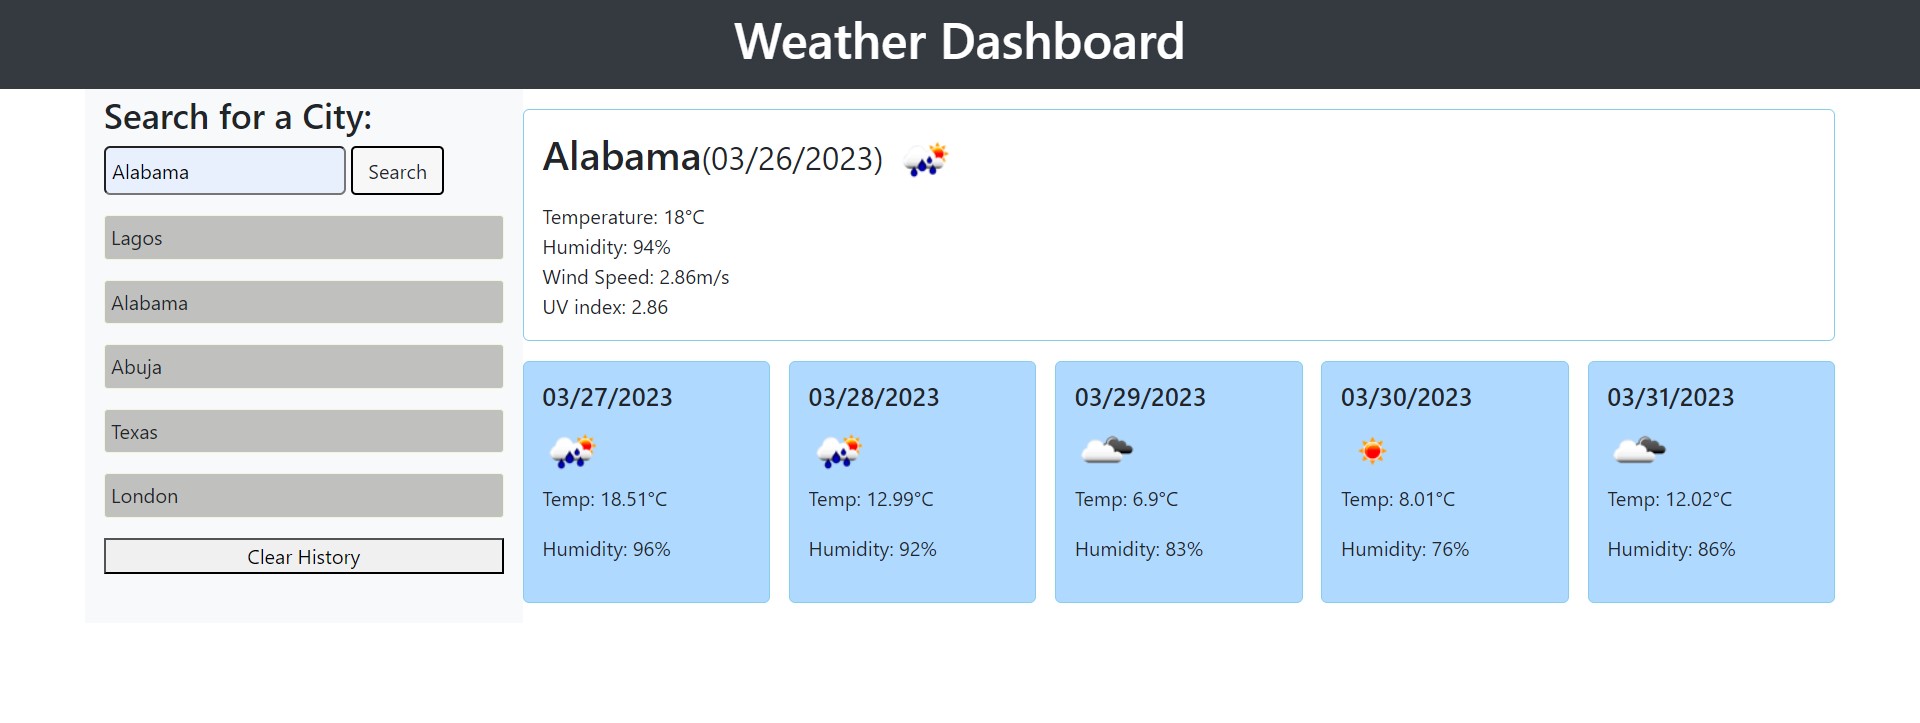 Weather Dashboard
Search for a City:
Alabama
Search
Lagos
Alabama
Abuja
Texas
London
Clear History
Alabama(03/26/2023)
Temperature: 18°C
Humidity: 94%
Wind Speed: 2.86m/s
UV index: 2.86
03/27/2023
Temp: 18.51°C
Humidity: 96%
03/28/2023
Temp: 12.99°C
Humidity: 92%
03/29/2023
Temp: 6.9°C
Humidity: 83%
03/30/2023
Temp: 8.01°C
Humidity: 76%
03/31/2023
Temp: 12.02°C
Humidity: 86%